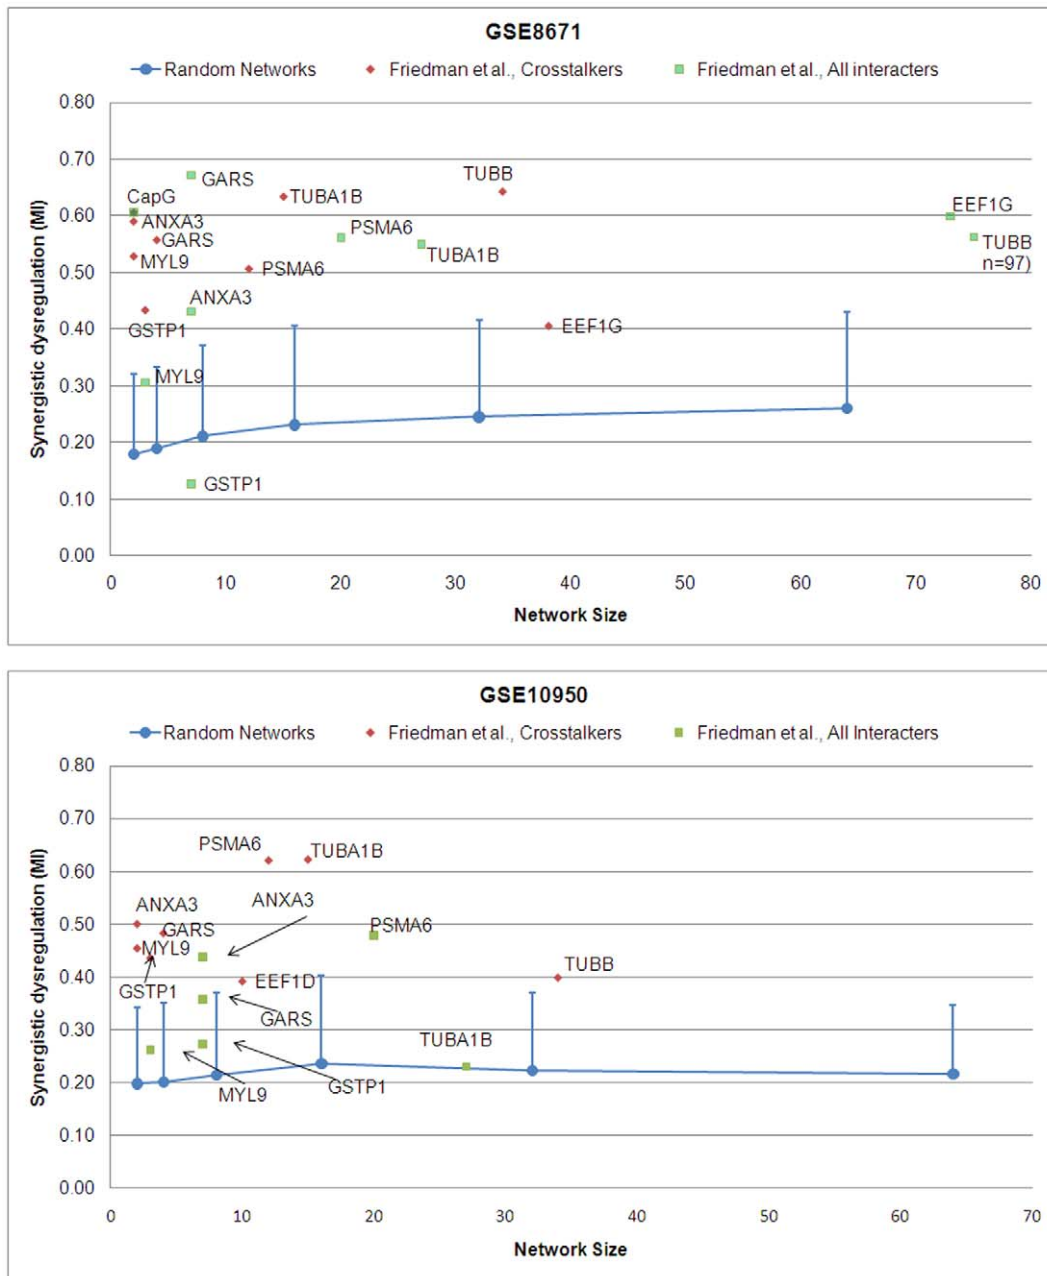 GSE8671
Random Networks Friedman et al., Crosstalkers Friedman et al., All interacters
0.80
0.70
TUBB
GARS
CapG
TUBA1B
EEF1G
0.60
ANXA3
PSMA6
GARS
TUBB
TUBA1B
n=97)
MYL9
PSMA6
0.50
ANXA3
GSTP1
EEF1G
0.40
MYL9
0.30
0.20
GSTP1
0.10
0.00
Synergistic dysregulation (MI)
0 10 20 30 40 50 60 70 80
Network Size
GSE10950
Random Networks Friedman et al., Crosstalkers Friedman et al., All Interacters
0.80
0.70
PSMA6
TUBA1B
0.60
ANXA3
ANXA3
GARS
PSMA6
0.50
MYL9
TUBB
GSTP1
EEF1D
0.40
GARS
TUBA1B
0.30
GSTP1
MYL9
0.20
0.10
0.00
Synergistic dysregulation (MI)
0 10 20 30 40 50 60 70
Network Size